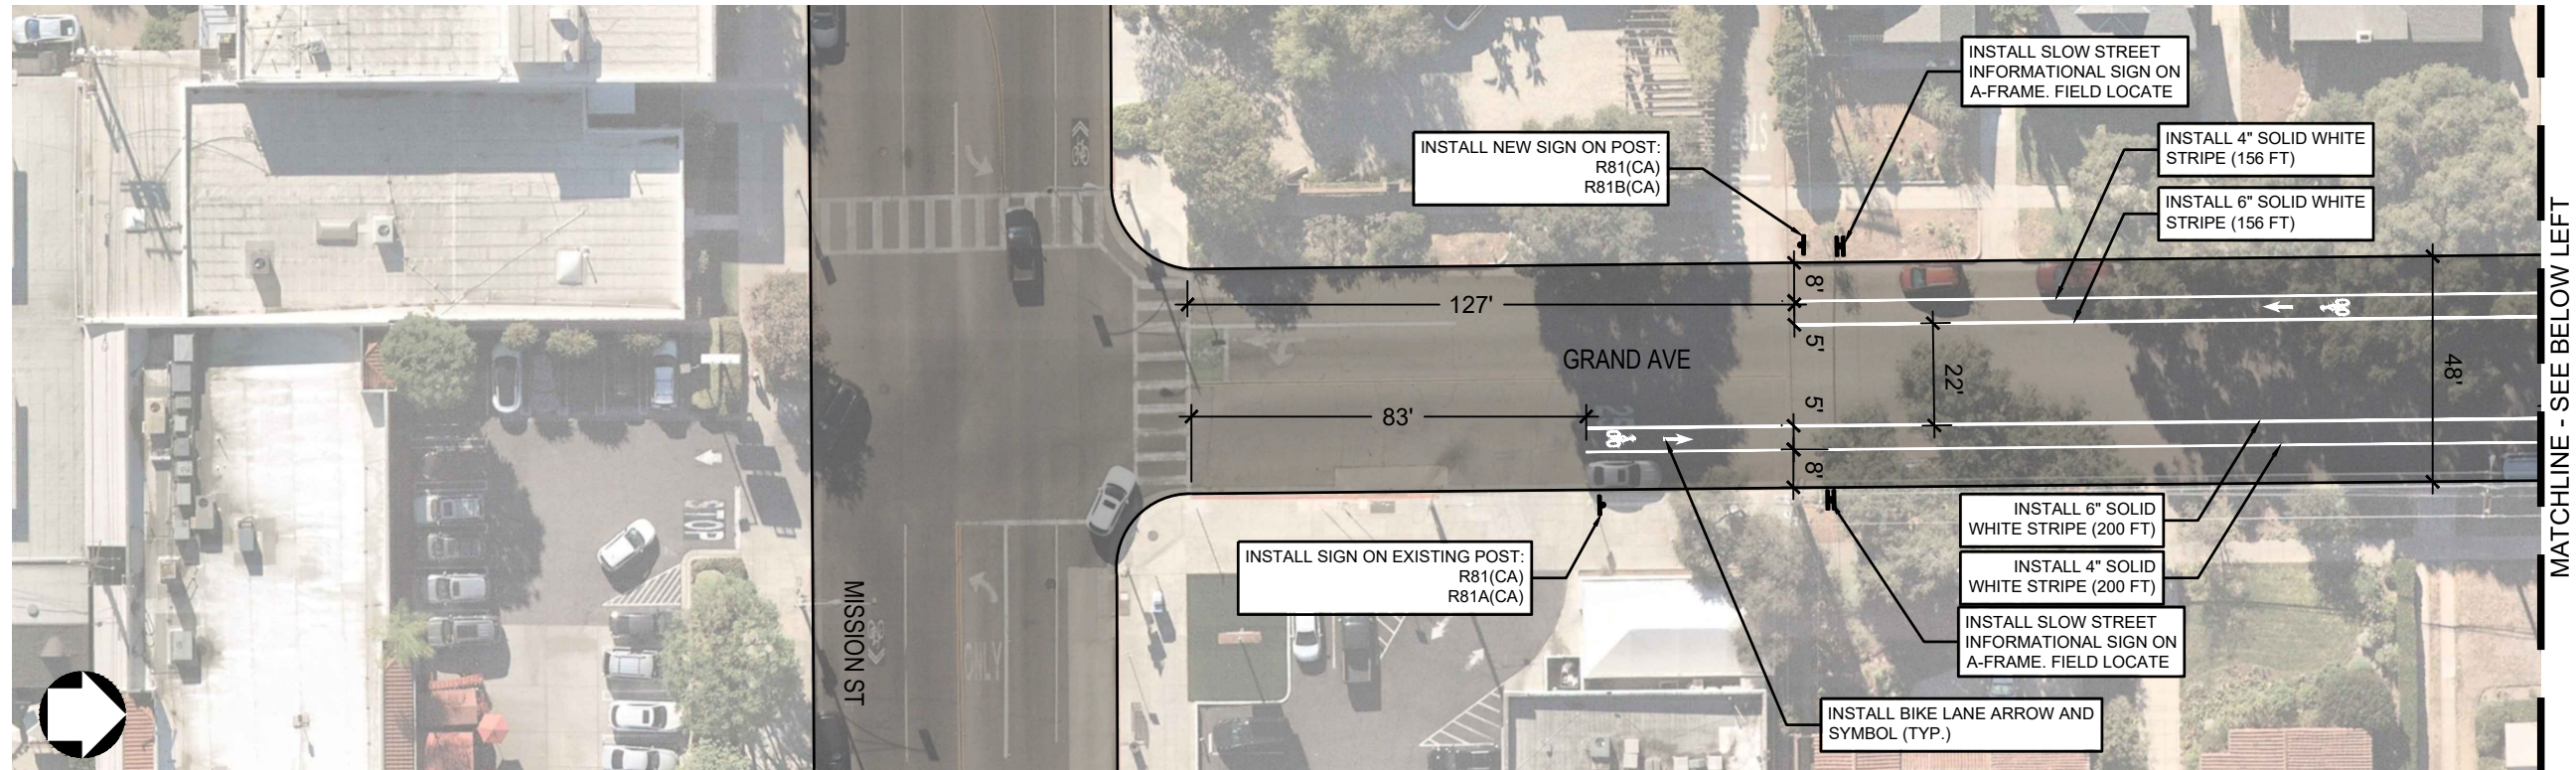 INSTALL SLOW STREET
INFORMATIONAL SIGN ON
A-FRAME. FIELD LOCATE
INSTALL NEW SIGN ON POST:
R81(CA)
R81B(CA)
INSTALL 4" SOLID WHITE
STRIPE (156 FT)
INSTALL 6" SOLID WHITE
STRIPE (156 FT)
8'
127'
5'
GRAND AVE
22'
48'
5'
83'
8'
MATCHLINE - SEE BELOW LEFT
STOP
STOP
ONLY
MISSION ST
INSTALL SIGN ON EXISTING POST:
R81(CA)
R81A(CA)
INSTALL 6" SOLID
WHITE STRIPE (200 FT)
INSTALL 4" SOLID
WHITE STRIPE (200 FT)
INSTALL SLOW STREET
INFORMATIONAL SIGN ON
A-FRAME. FIELD LOCATE
INSTALL BIKE LANE ARROW AND
SYMBOL (TYP.)